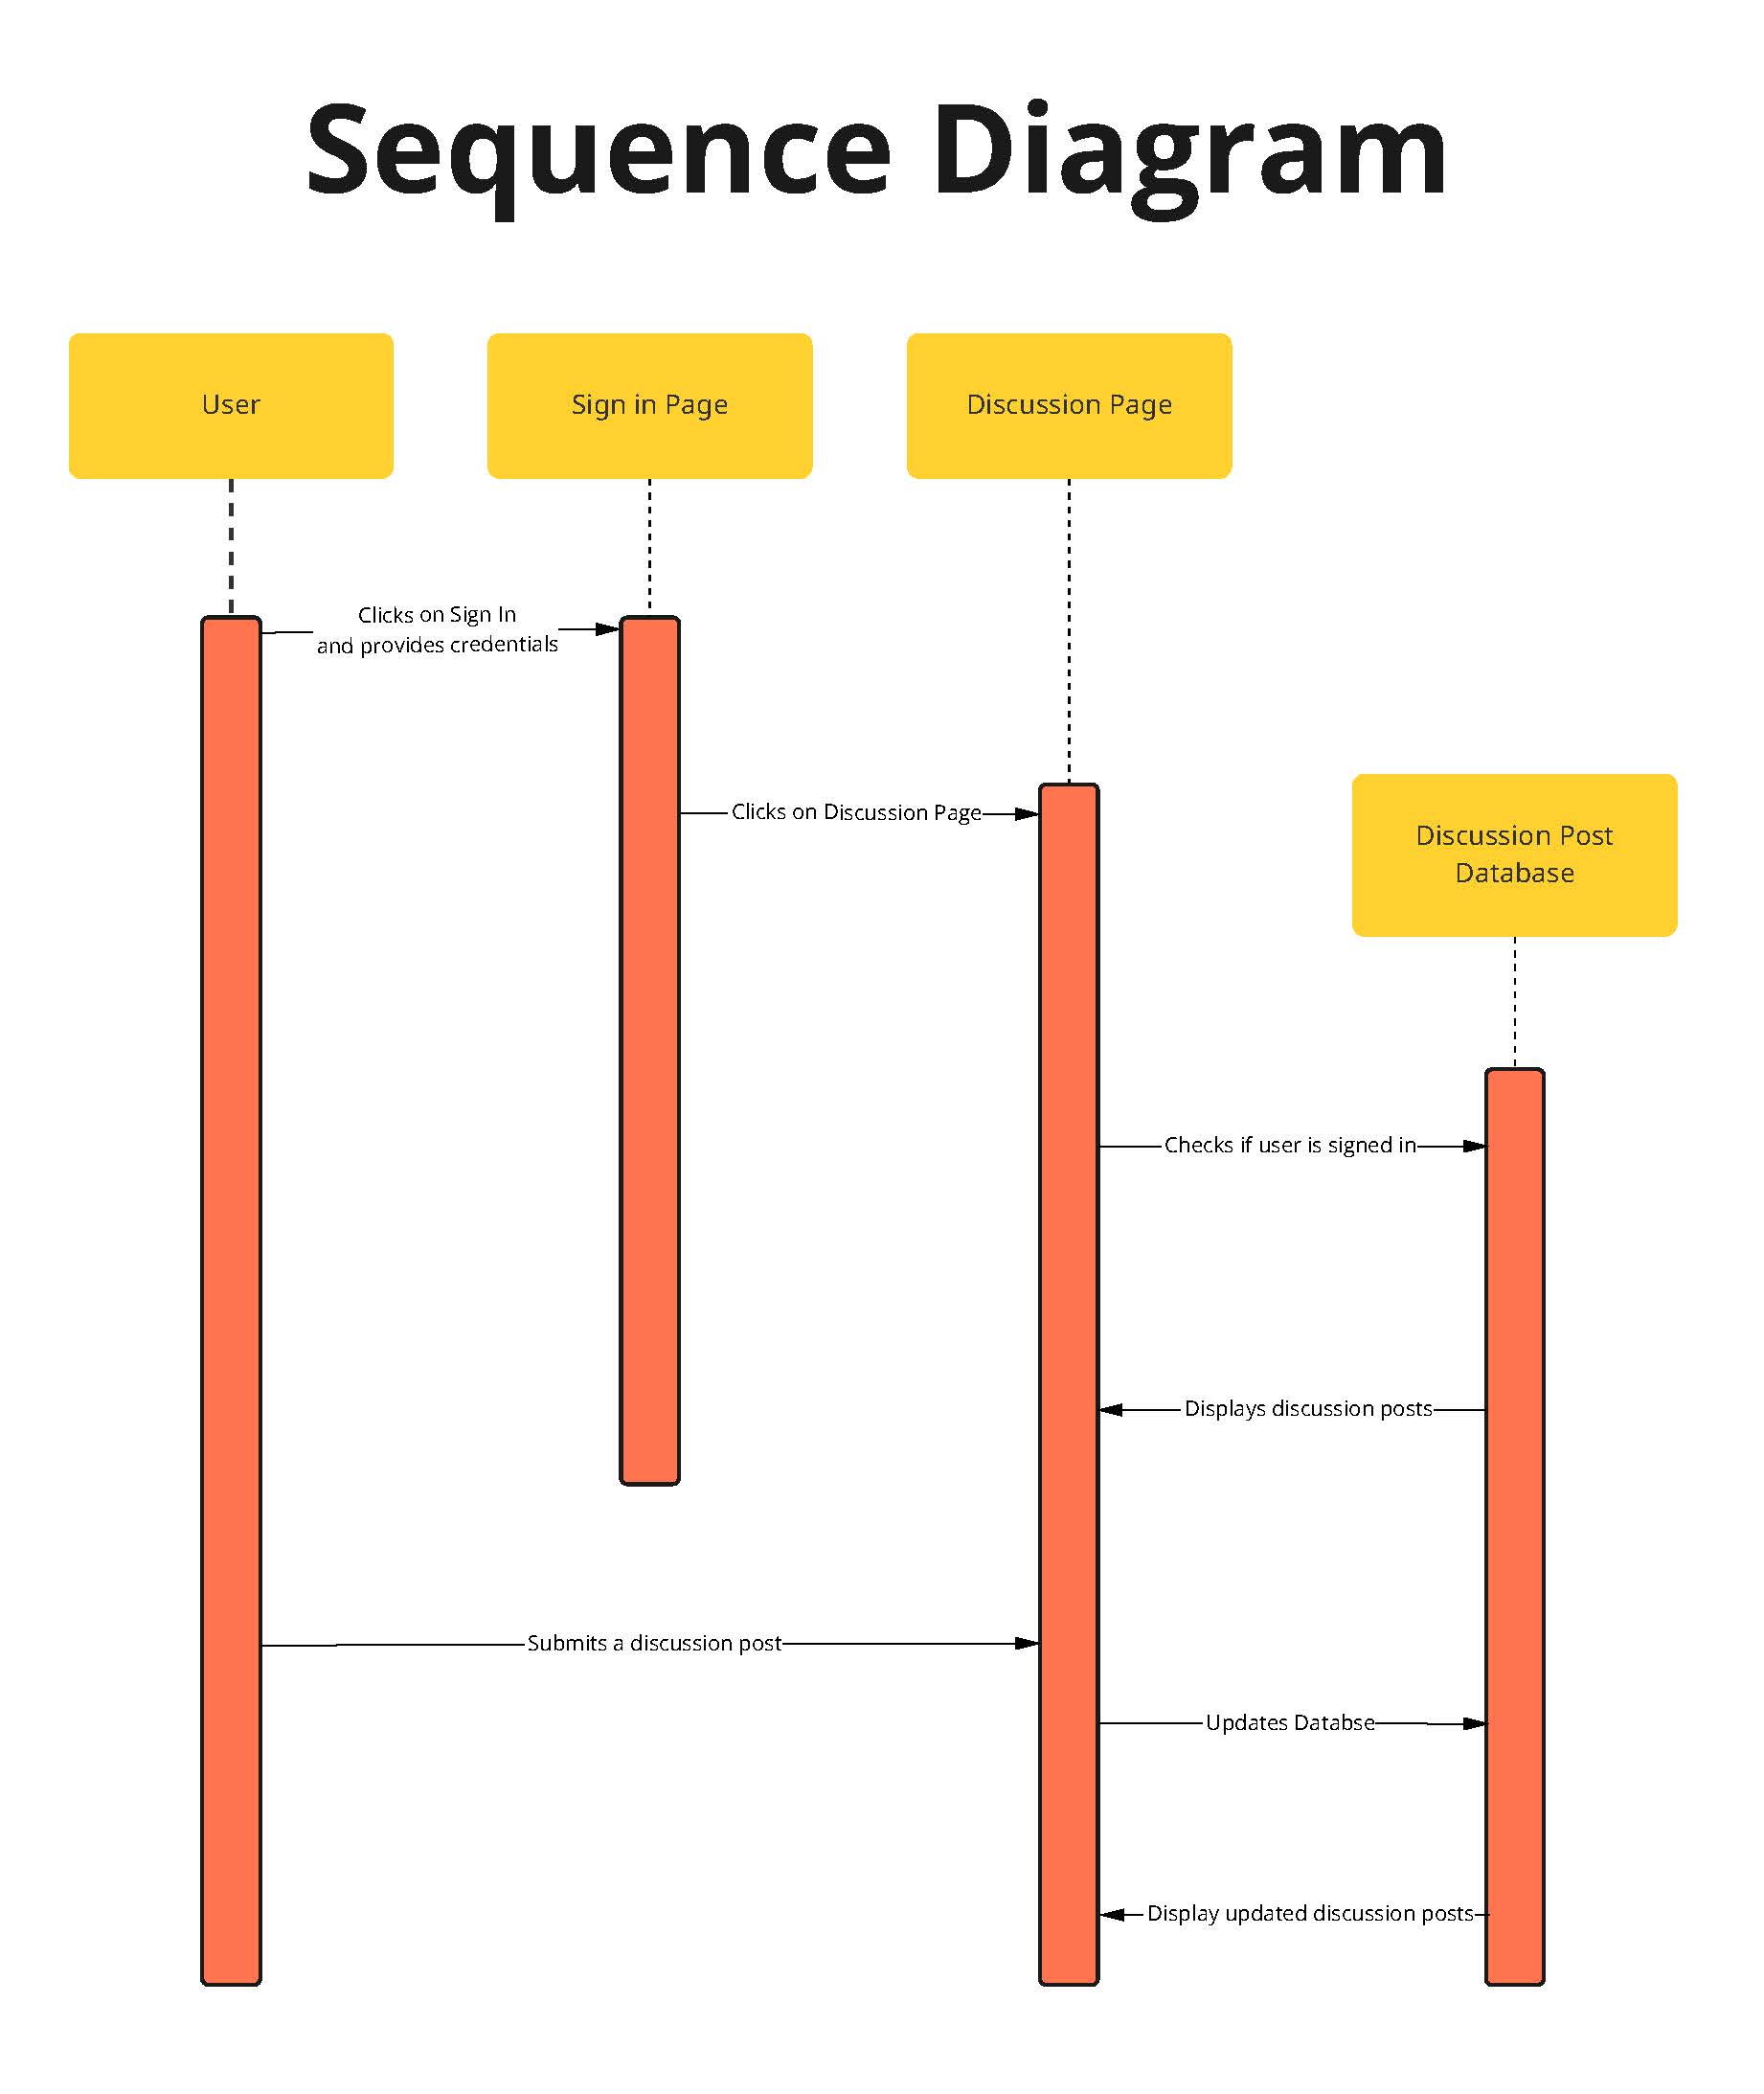 Sequence Diagram
User
Sign in Page
Discussion Page
Clicks on Sign In
and provides credentials
Clicks on Discussion Page
Discussion Post
Database
Checks if user is signed in
Displays discussion posts
Submits a discussion post
Updates Databse
Display updated discussion posts